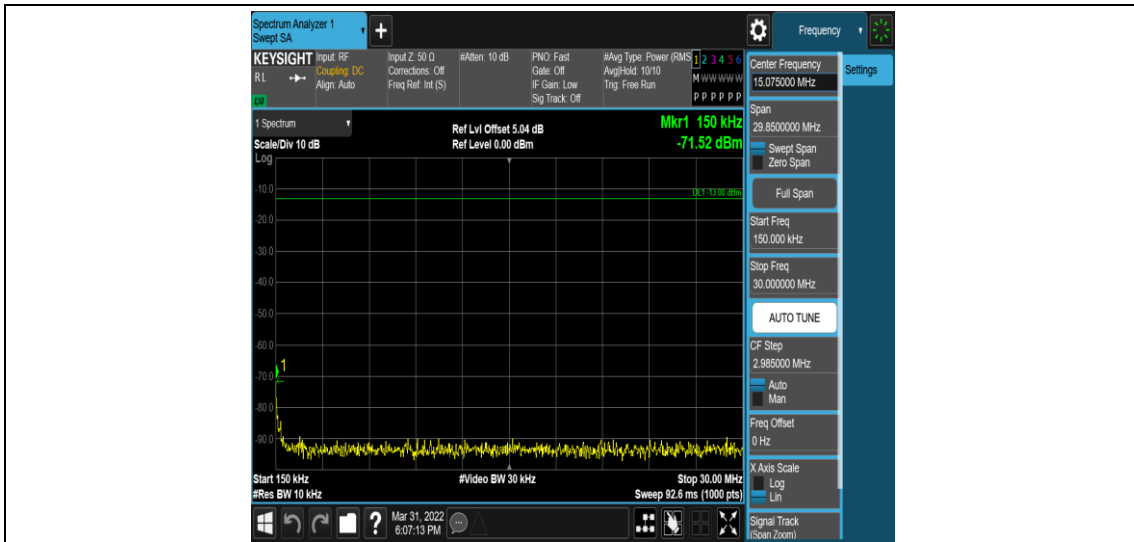 Spectrum Analyzer 1
Swept SA
Frequency
KEYSIGHT
RL
Input: RF
Coupling: DC
Align: Auto
Input Z: 50 Ω
Corrections: Off
Freq Ref: Int (S)
#Atten: 10 dB
PNO: Fast
Gate: Off
IF Gain: Low
Sig Track: Off
#Avg Type: Power (RMS
Avg|Hold: 10/10
Trig: Free Run
1 2 3 4 5 6
M W W W W W
P P P P P P
Center Frequency
15.075000 MHz
Settings
Span
29.8500000 MHz
Swept Span
Zero Span
Full Span
Start Freq
150.000 kHz
Stop Freq
30.000000 MHz
AUTO TUNE
CF Step
2.985000 MHz
Auto
Man
Freq Offset
0 Hz
X Axis Scale
Log
Lin
Signal Track
(Span Zoom)
1 Spectrum
Scale/Div 10 dB
Log
Ref Lvl Offset 5.04 dB
Ref Level 0.00 dBm
Mkr1 150 kHz
-71.52 dBm
DL1 -13.00 dBm
-10.0
-20.0
-30.0
-40.0
-50.0
-60.0
-70.0
-80.0
-90.0
1
Start 150 kHz
#Res BW 10 kHz
#Video BW 30 kHz
Stop 30.00 MHz
Sweep 92.6 ms (1000 pts)
?
Mar 31, 2022
6:07:13 PM